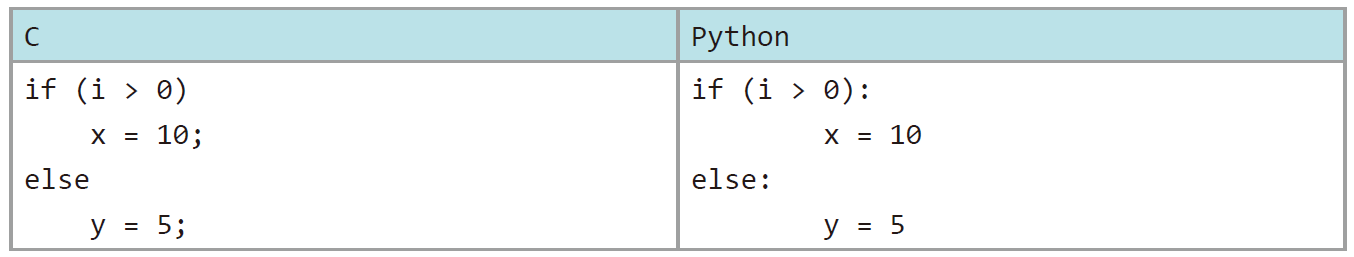 C
Python
if (i > 0)
    x = 10;
else
    y = 5;
if (i > 0):
        x = 10
else:
        y = 5